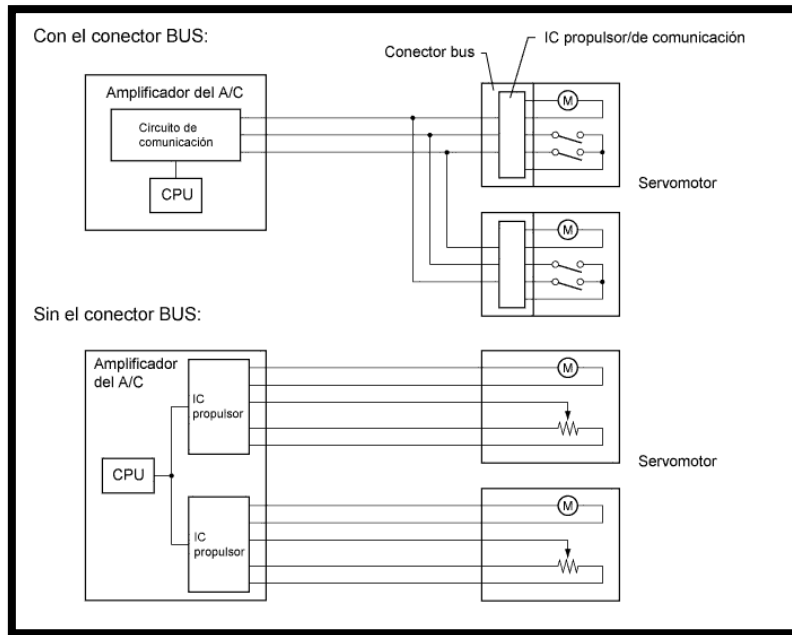 Con el conector BUS:
IC propulsor/de comunicación
Conector bus
Amplificador del A/C
Círcuito de
comunicación
CPU
M
Servomotor
M
Sin el conector BUS:
Amplificador
del A/C
IC
propulsor
M
CPU
Servomotor
IC
propulsor
M